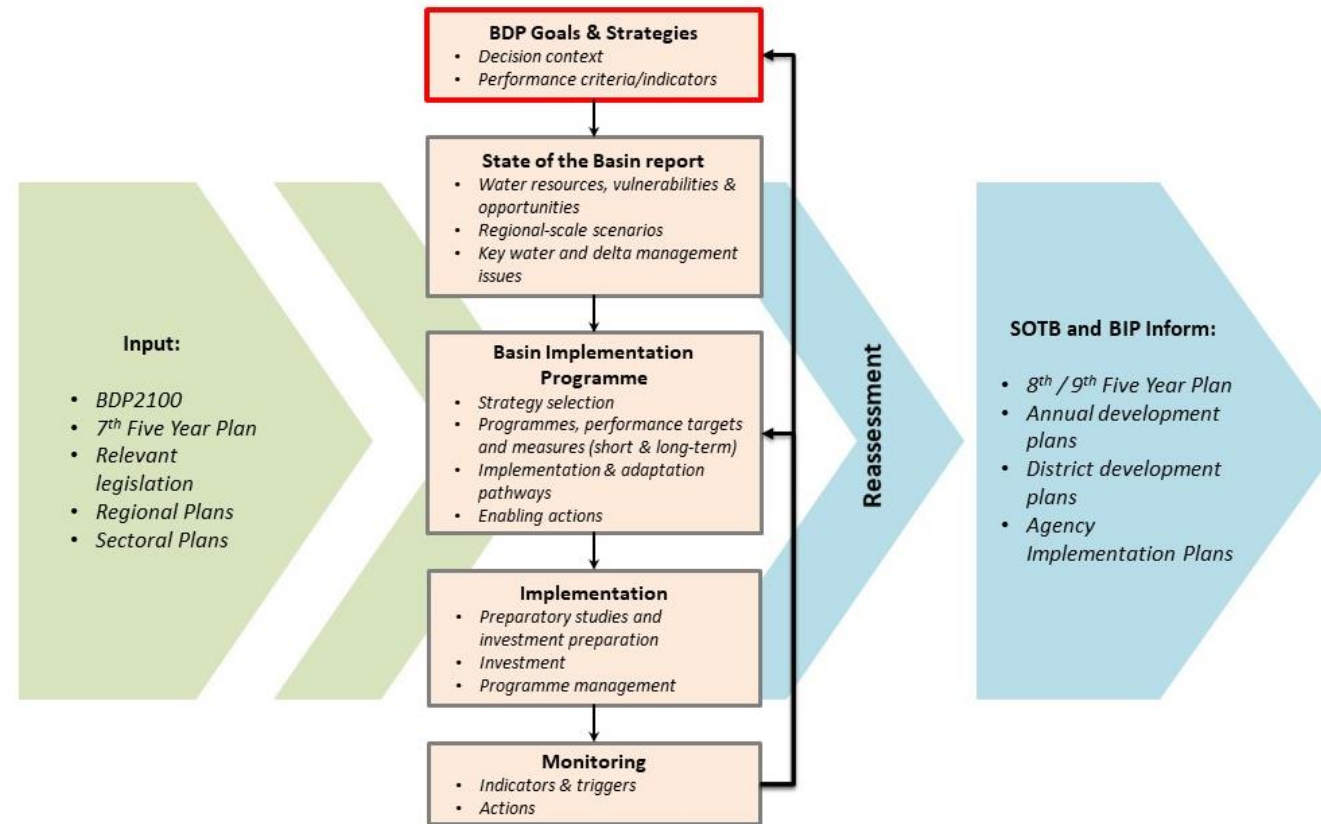 BDP Goals & Strategies
• Decision context
• Performance criteria/indicators
State of the Basin report
• Water resources, vulnerabilities &
opportunities
• Regional-scale scenarios
• Key water and delta management
issues
Input:
• BDP2100
• 7th Five Year Plan
• Relevant
legislation
• Regional Plans
• Sectoral Plans
Basin Implementation
Programme
• Strategy selection
• Programmes, performance targets
and measures (short & long-term)
• Implementation & adaptation
pathways
• Enabling actions
Implementation
• Preparatory studies and
investment preparation
• Investment
• Programme management
Monitoring
• Indicators & triggers
• Actions
Reassessment
SOTB and BIP Inform:
• 8th / 9th Five Year Plan
• Annual development
plans
• District development
plans
• Agency
Implementation Plans